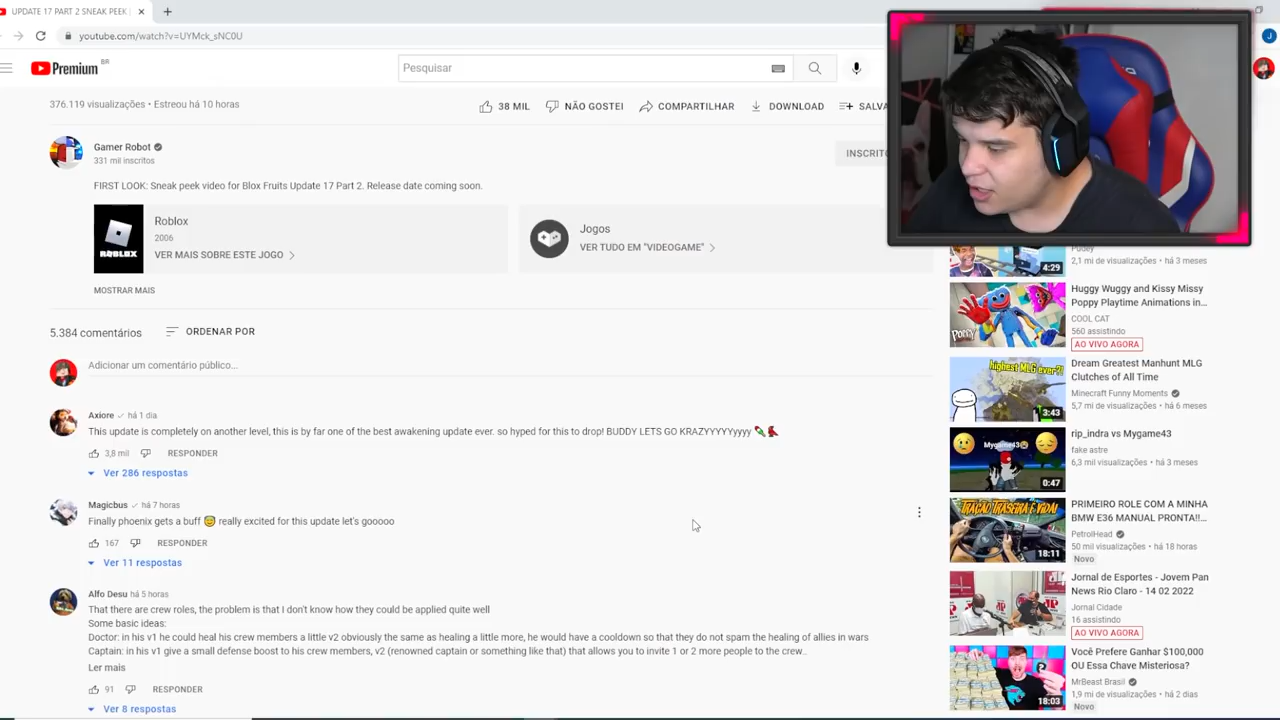 UPDATE 17 PART 2 SNEAK PEEK
youtube.com/watch?v=UYMck_sNC0U
J
Premium BR
Pesquisar
376.119 visualizações • Estreou há 10 horas
38 MIL
NÃO GOSTEI
COMPARTILHAR
DOWNLOAD
SALVA
Gamer Robot
331 mil inscritos
INSCRITO
FIRST LOOK: Sneak peek video for Blox Fruits Update 17 Part 2. Release date coming soon.
ROBLOX
Roblox
2006
VER MAIS SOBRE ESTE JOGO
Jogos
VER TUDO EM "VIDEOGAME"
MOSTRAR MAIS
5.384 comentários
ORDENAR POR
Adicionar um comentário público...
Axiore há 1 dia
This update is completely on another level, this is by far one of the best awakening update ever. so hyped for this to drop! BUDDY LETS GO KRAZYYYYYyyyy
3,8 mil
RESPONDER
Ver 286 respostas
Magicbus há 7 horas
Finally phoenix gets a buff really excited for this update let's gooooo
167
RESPONDER
Ver 11 respostas
Alfo Desu há 5 horas
That there are crew roles, the problem is that I don't know how they could be applied quite well
Some basic ideas:
Doctor: in his v1 he could heal his crew members a little v2 obviously the same as healing a little more, he would have a cooldown so that they do not spam the healing of allies in wars
Captain: in his v1 give a small defense boost to his crew members, v2 (round captain or something like that) that allows you to invite 1 or 2 more people to the crew..
Ler mais
91
RESPONDER
Ver 8 respostas
4:29
2,1 mi de visualizações • há 3 meses
POPPY
Huggy Wuggy and Kissy Missy
Poppy Playtime Animations in...
COOL CAT
560 assistindo
AO VIVO AGORA
highest MLG ever?!
3:43
Dream Greatest Manhunt MLG
Clutches of All Time
Minecraft Funny Moments
5,7 mi de visualizações • há 6 meses
Mygame43
0:47
rip_indra vs Mygame43
fake astre
6,3 mi de visualizações • há 3 meses
TRAÇÃO TRASEIRA É VIDA!
18:11
PRIMEIRO ROLE COM A MINHA
BMW E36 MANUAL PRONTA!!...
PetrolHead
50 mil visualizações • há 18 horas
Novo
Jornal de Esportes - Jovem Pan
News Rio Claro - 14 02 2022
Jornal Cidade
16 assistindo
AO VIVO AGORA
18:03
Você Prefere Ganhar $100,000
OU Essa Chave Misteriosa?
MrBeast Brasil
1,9 mi de visualizações • há 2 dias
Novo